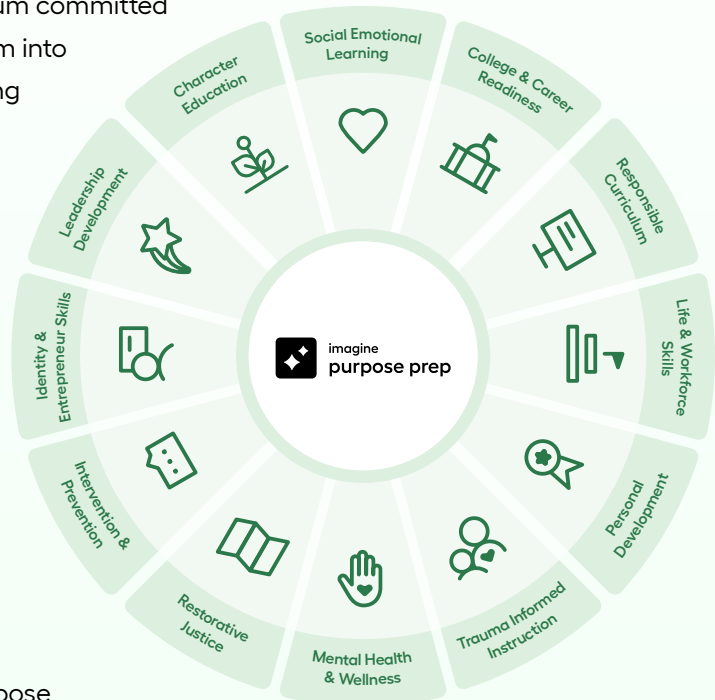 um committed
m into
ng
Social Emotional
Learning
College & Career
Readiness
Responsible
Curriculum
Life & Workforce
Skills
Personal
Development
Trauma Informed
Instruction
Mental Health
& Wellness
Restorative
Justice
Intervention &
Prevention
Identity &
Entrepreneur Skills
Leadership
Development
Character
Education
imagine
purpose prep
pose